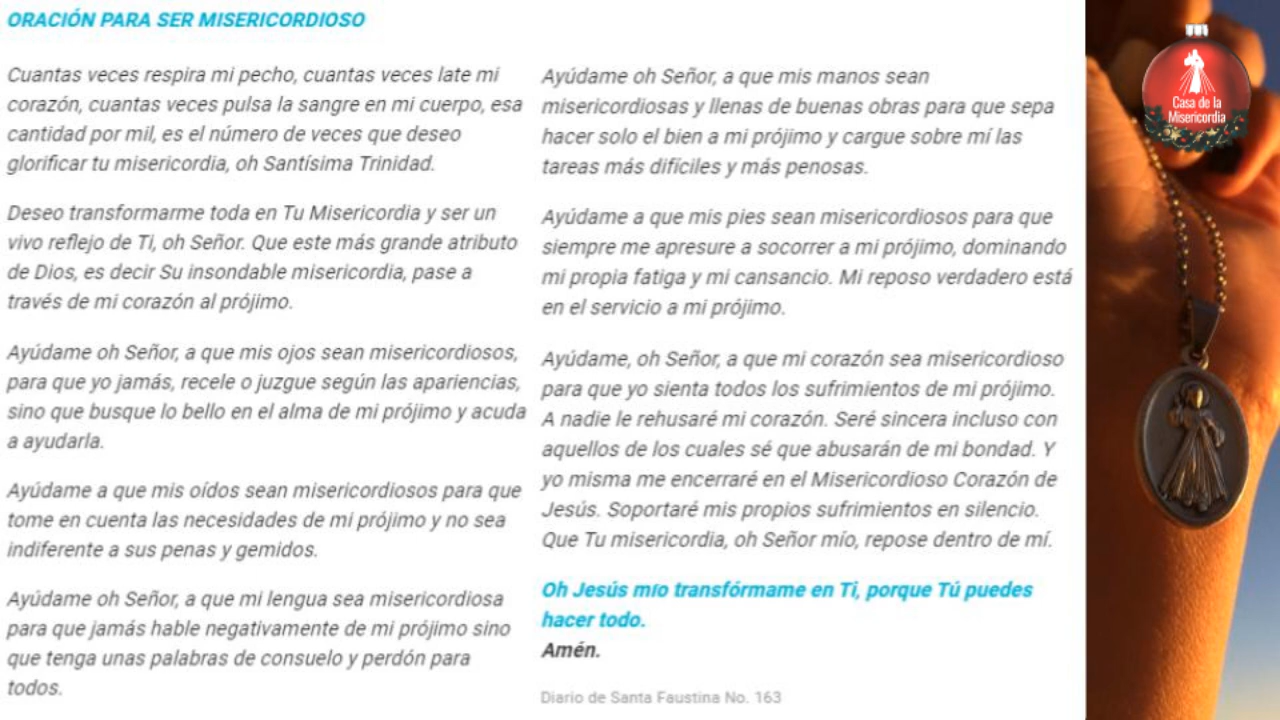 ORACIÓN PARA SER MISERICORDIOSO
Cuantas veces respira mi pecho, cuantas veces late mi
corazón, cuantas veces pulsa la sangre en mi cuerpo, esa
cantidad por mil, es el número de veces que deseo
glorificar tu misericordia, oh Santísima Trinidad.
Deseo transformarme toda en Tu Misericordia y ser un
vivo reflejo de Ti, oh Señor. Que este más grande atributo
de Dios, es decir Su insondable misericordia, pase a
través de mi corazón al prójimo.
Ayúdame oh Señor, a que mis ojos sean misericordiosos,
para que yo jamás, recele o juzgue según las apariencias,
sino que busque lo bello en el alma de mi prójimo y acuda
a ayudarla.
Ayúdame a que mis oídos sean misericordiosos para que
tome en cuenta las necesidades de mi prójimo y no sea
indiferente a sus penas y gemidos.
Ayúdame oh Señor, a que mi lengua sea misericordiosa
para que jamás hable negativamente de mi prójimo sino
que tenga unas palabras de consuelo y perdón para
todos.
Ayúdame oh Señor, a que mis manos sean
misericordiosas y llenas de buenas obras para que sepa
hacer solo el bien a mi prójimo y cargue sobre mí las
tareas más difíciles y más penosas.
Ayúdame a que mis pies sean misericordiosos para que
siempre me apresure a socorrer a mi prójimo, dominando
mi propia fatiga y mi cansancio. Mi reposo verdadero está
en el servicio a mi prójimo.
Ayúdame, oh Señor, a que mi corazón sea misericordioso
para que yo sienta todos los sufrimientos de mi prójimo.
A nadie le rehusaré mi corazón. Seré sincera incluso con
aquellos de los cuales sé que abusarán de mi bondad. Y
yo misma me encerraré en el Misericordioso Corazón de
Jesús. Soportaré mis propios sufrimientos en silencio.
Que Tu misericordia, oh Señor mío, repose dentro de mí.
Oh Jesús mío transfórmame en Ti, porque Tú puedes
hacer todo.
Amén.
Diario de Santa Faustina No. 163
Casa de la
Misericordia